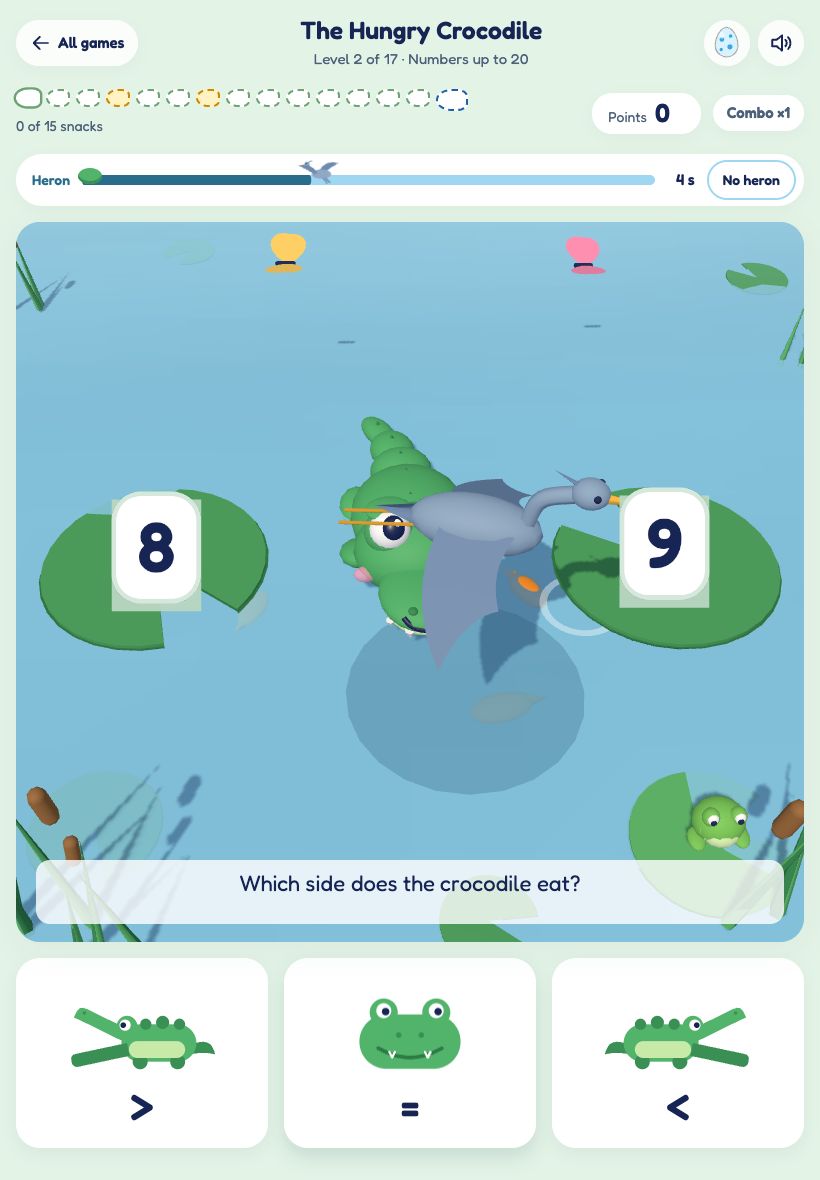 All games
The Hungry Crocodile
Level 2 of 17 · Numbers up to 20
0 of 15 snacks
Points 0
Combo ×1
Heron
4 s
No heron
8
9
Which side does the crocodile eat?
>
=
<